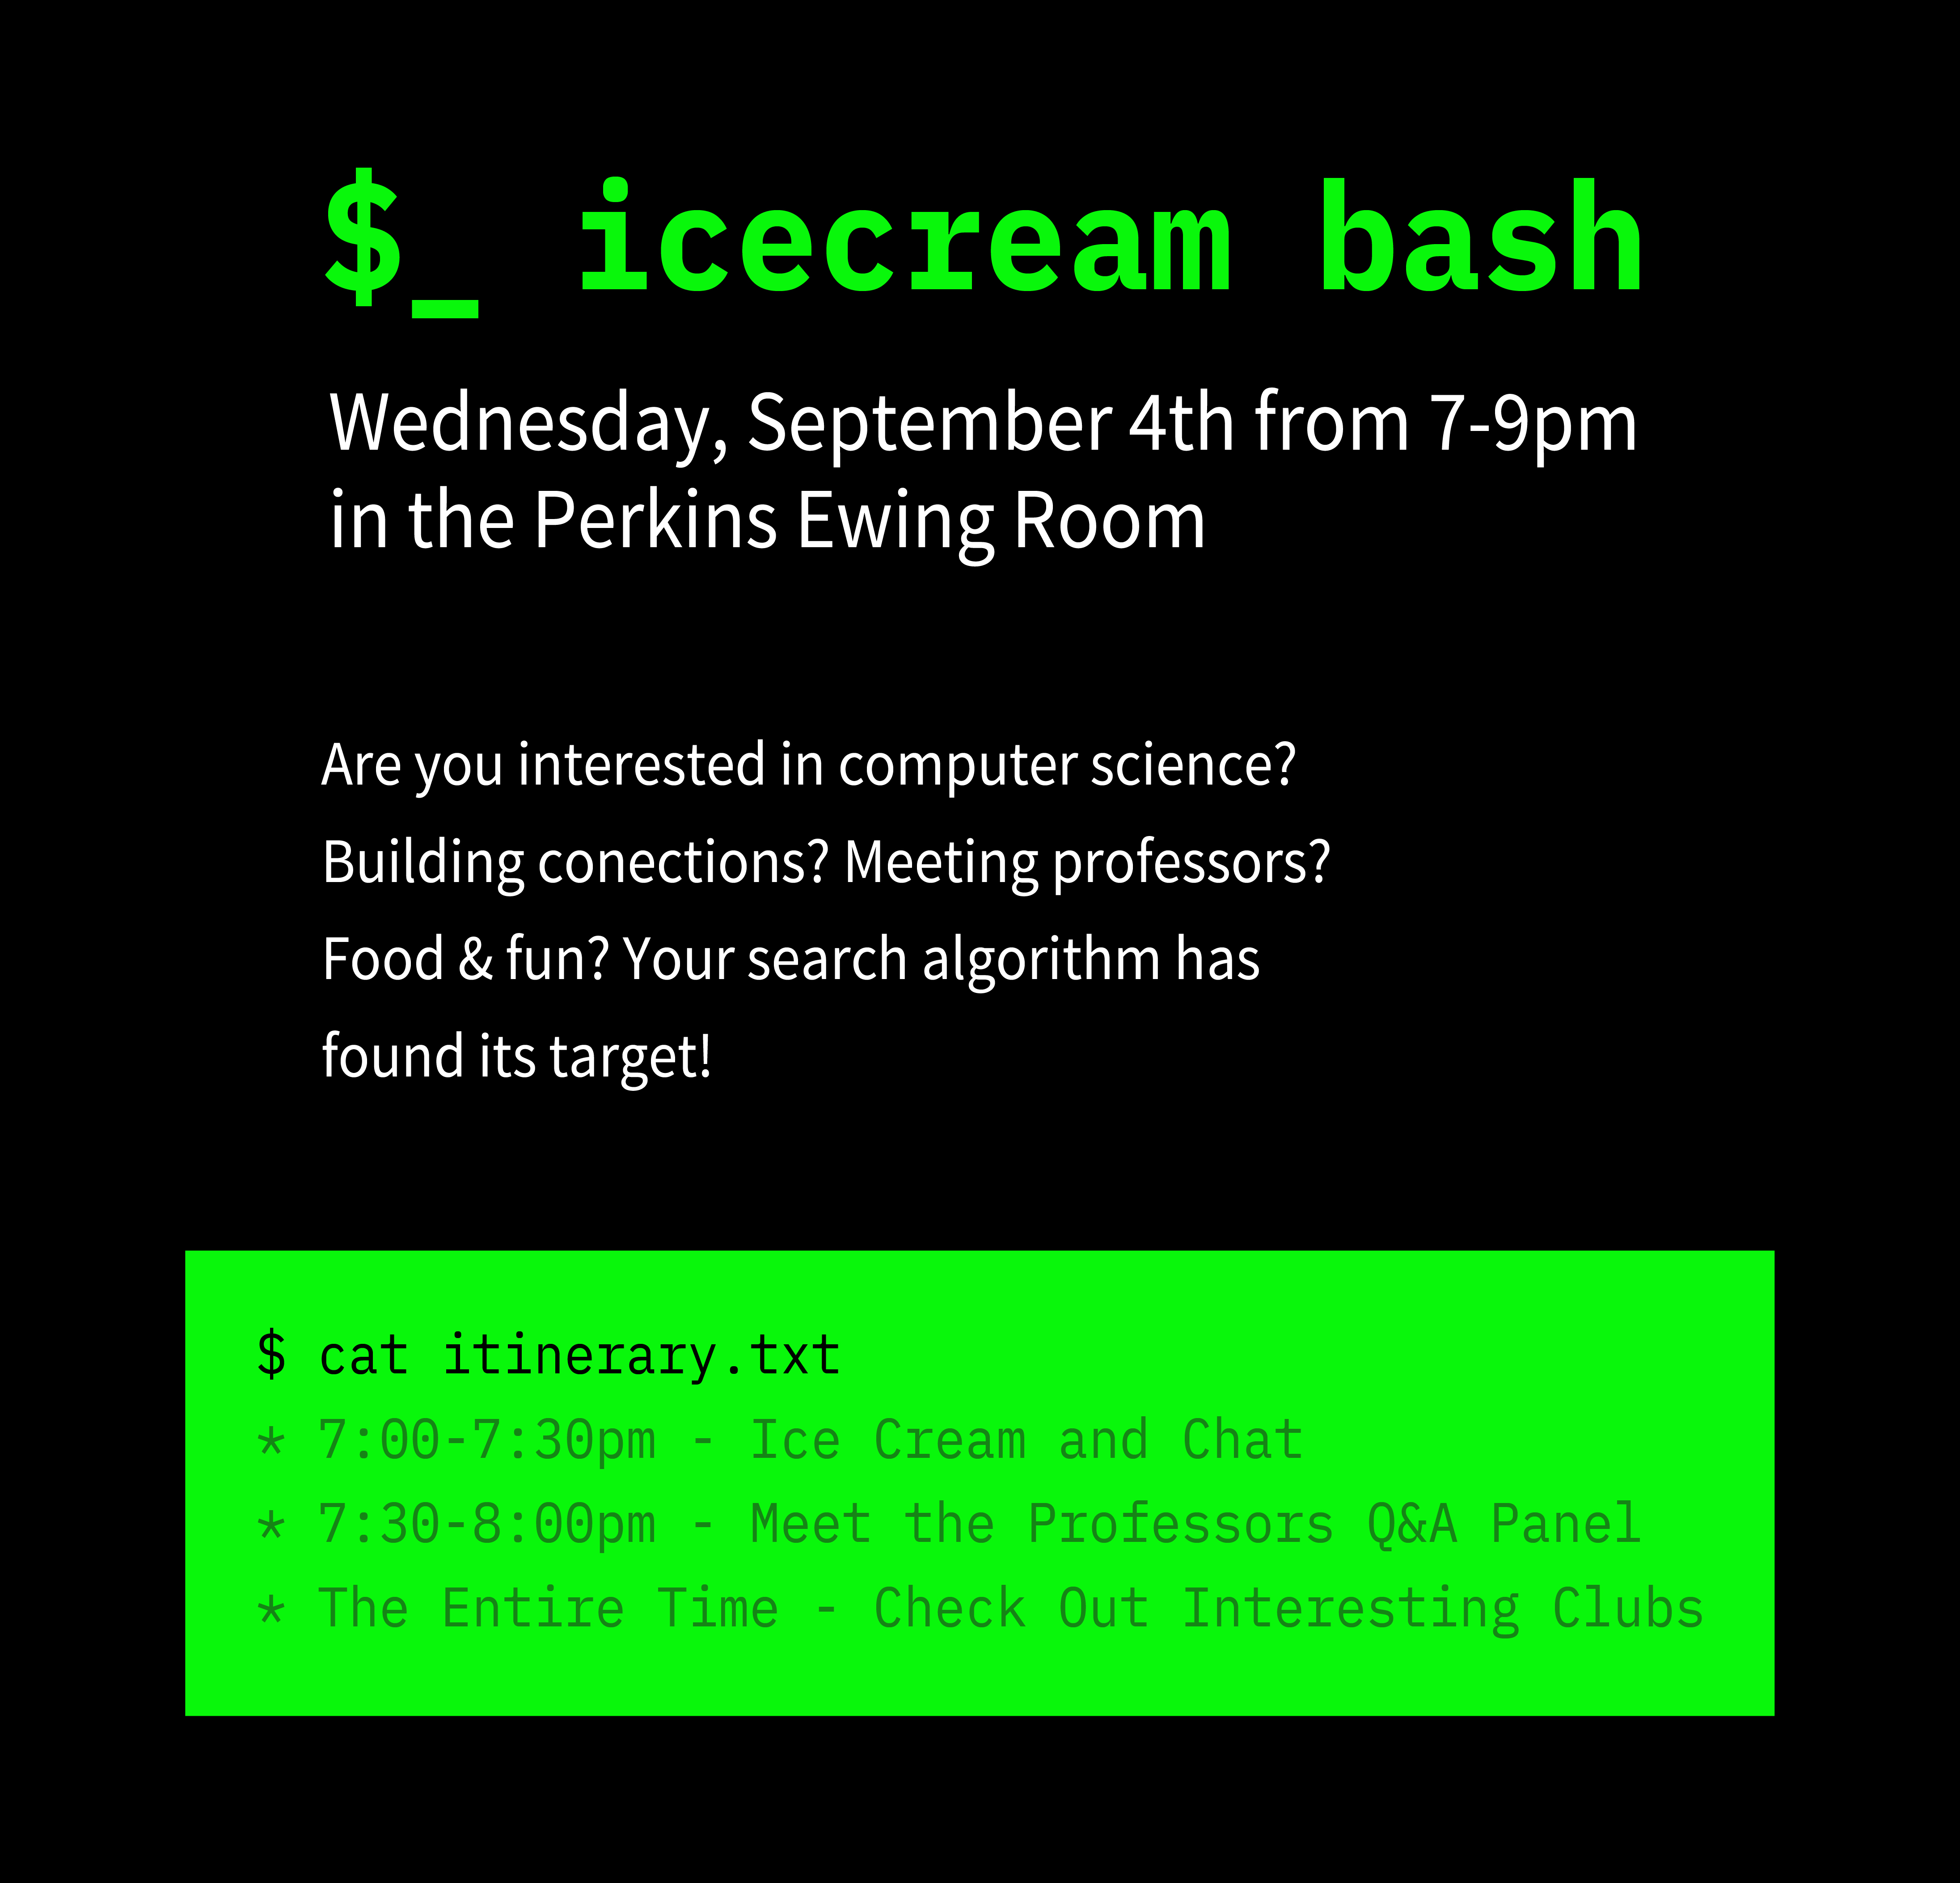 $_ icecream bash
Wednesday, September 4th from 7-9pm
in the Perkins Ewing Room
Are you interested in computer science?
Building conections? Meeting professors?
Food & fun? Your search algorithm has
found its target!
$ cat itinerary.txt
* 7:00-7:30pm - Ice Cream and Chat
* 7:30-8:00pm - Meet the Professors Q&A Panel
* The Entire Time - Check Out Interesting Clubs